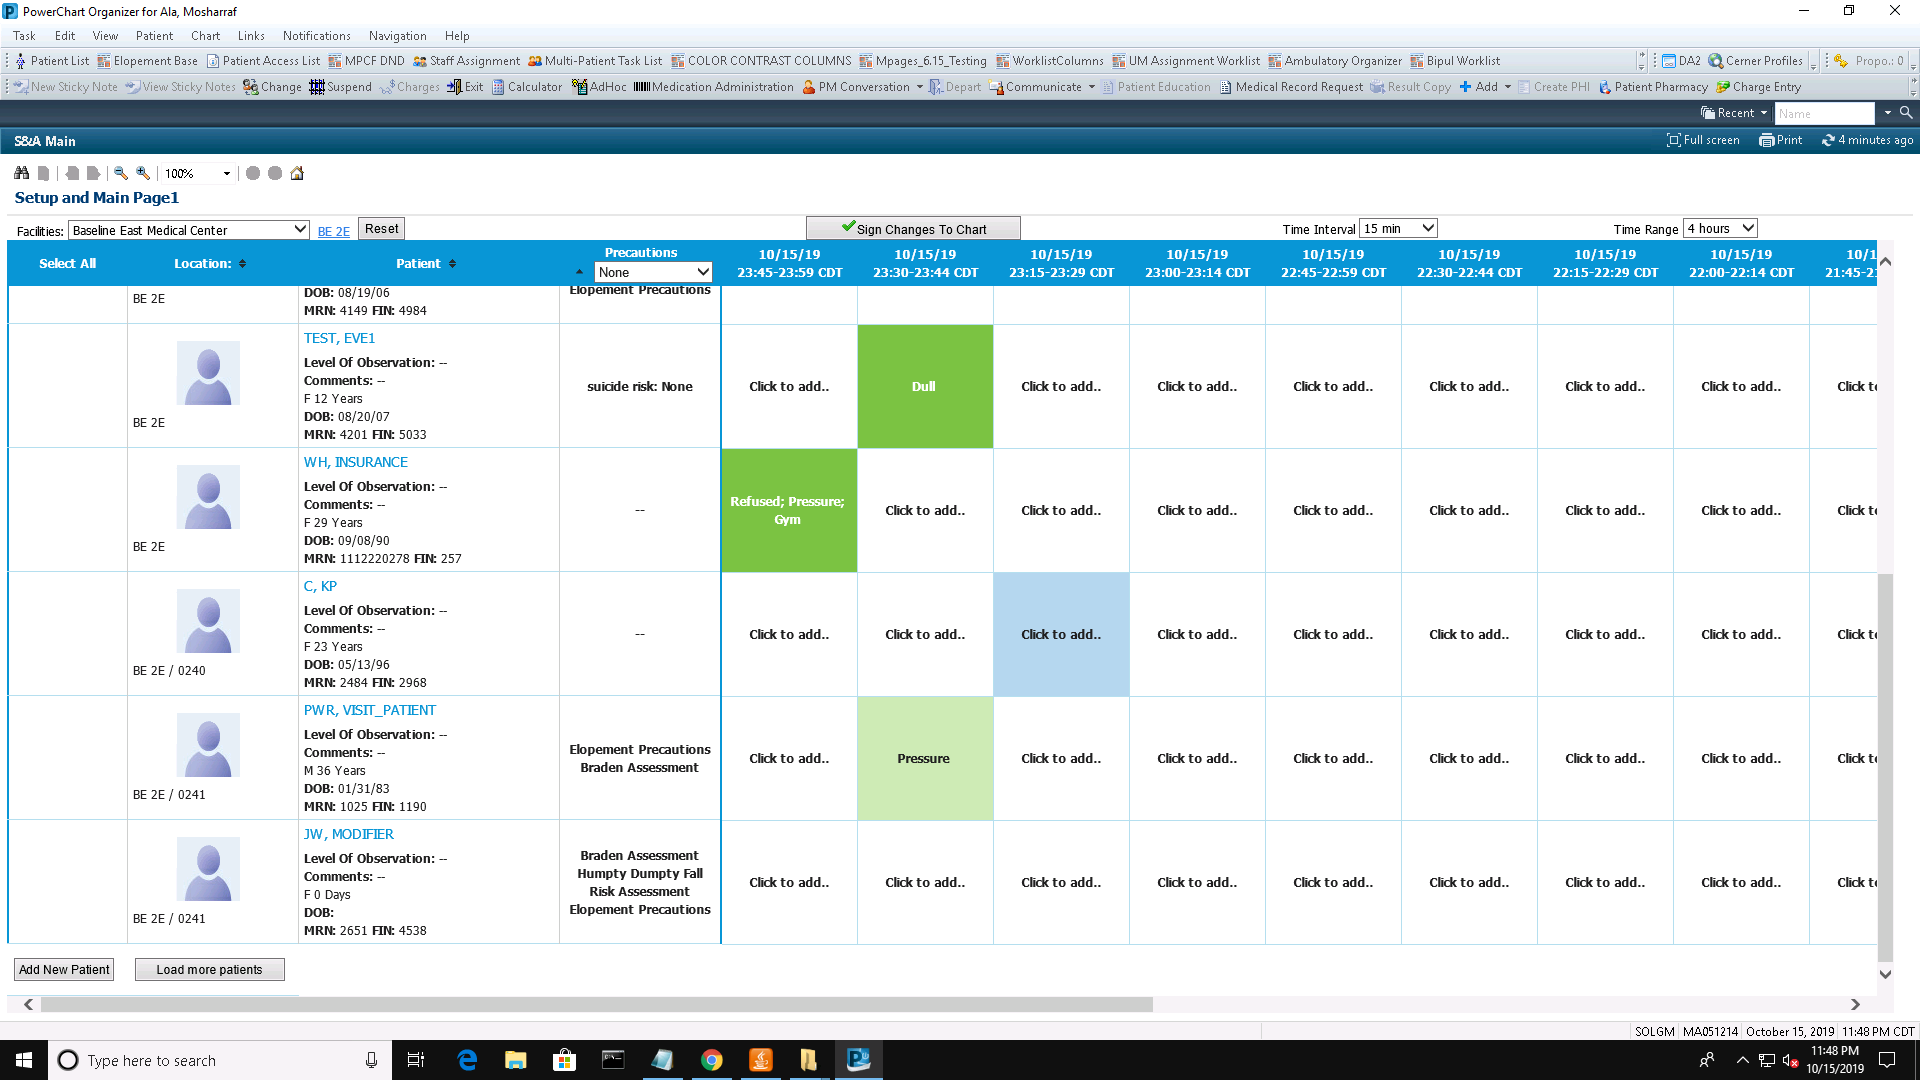 PowerChart Organizer for Ala, Mosharraf
Task Edit View Patient Chart Links Notifications Navigation Help
Patient List Elopement Base Patient Access List MPCF DND Staff Assignment Multi-Patient Task List COLOR CONTRAST COLUMNS Mpages_6.15_Testing WorklistColumns UM Assignment Worklist Ambulatory Organizer Bipul Worklist DA2 Cerner Profiles Propo.: 0
New Sticky Note View Sticky Notes Change Suspend Charges Exit Calculator AdHoc Medication Administration PM Conversation Depart Communicate Patient Education Medical Record Request Result Copy Add Create PHI Patient Pharmacy Charge Entry
Recent Name
S&A Main Full screen Print 4 minutes ago
100%
Setup and Main Page1
Facilities: Baseline East Medical Center BE 2E Reset Sign Changes To Chart Time Interval 15 min Time Range 4 hours
Select All Location: Patient Precautions None
10/15/19 10/15/19 10/15/19 10/15/19 10/15/19 10/15/19 10/15/19 10/15/19 10/1
23:45-23:59 CDT 23:30-23:44 CDT 23:15-23:29 CDT 23:00-23:14 CDT 22:45-22:59 CDT 22:30-22:44 CDT 22:15-22:29 CDT 22:00-22:14 CDT 21:45-21
BE 2E
DOB: 08/19/06
MRN: 4149 FIN: 4984
Elopement Precautions
BE 2E
TEST, EVE1
Level Of Observation: --
Comments: --
F 12 Years
DOB: 08/20/07
MRN: 4201 FIN: 5033
suicide risk: None
Click to add.. Dull Click to add.. Click to add.. Click to add.. Click to add.. Click to add.. Click to add.. Click t
BE 2E
WH, INSURANCE
Level Of Observation: --
Comments: --
F 29 Years
DOB: 09/08/90
MRN: 1112220278 FIN: 257
--
Refused; Pressure;
Gym
Click to add.. Click to add.. Click to add.. Click to add.. Click to add.. Click to add.. Click to add.. Click t
BE 2E / 0240
C, KP
Level Of Observation: --
Comments: --
F 23 Years
DOB: 05/13/96
MRN: 2484 FIN: 2968
--
Click to add.. Click to add.. Click to add.. Click to add.. Click to add.. Click to add.. Click to add.. Click to add.. Click t
BE 2E / 0241
PWR, VISIT_PATIENT
Level Of Observation: --
Comments: --
M 36 Years
DOB: 01/31/83
MRN: 1025 FIN: 1190
Elopement Precautions
Braden Assessment
Click to add.. Pressure Click to add.. Click to add.. Click to add.. Click to add.. Click to add.. Click to add.. Click t
BE 2E / 0241
JW, MODIFIER
Level Of Observation: --
Comments: --
F 0 Days
DOB:
MRN: 2651 FIN: 4538
Braden Assessment
Humpty Dumpty Fall
Risk Assessment
Elopement Precautions
Click to add.. Click to add.. Click to add.. Click to add.. Click to add.. Click to add.. Click to add.. Click to add.. Click t
Add New Patient Load more patients
SOLGM MA051214 October 15, 2019 11:48 PM CDT
Type here to search
11:48 PM
10/15/2019